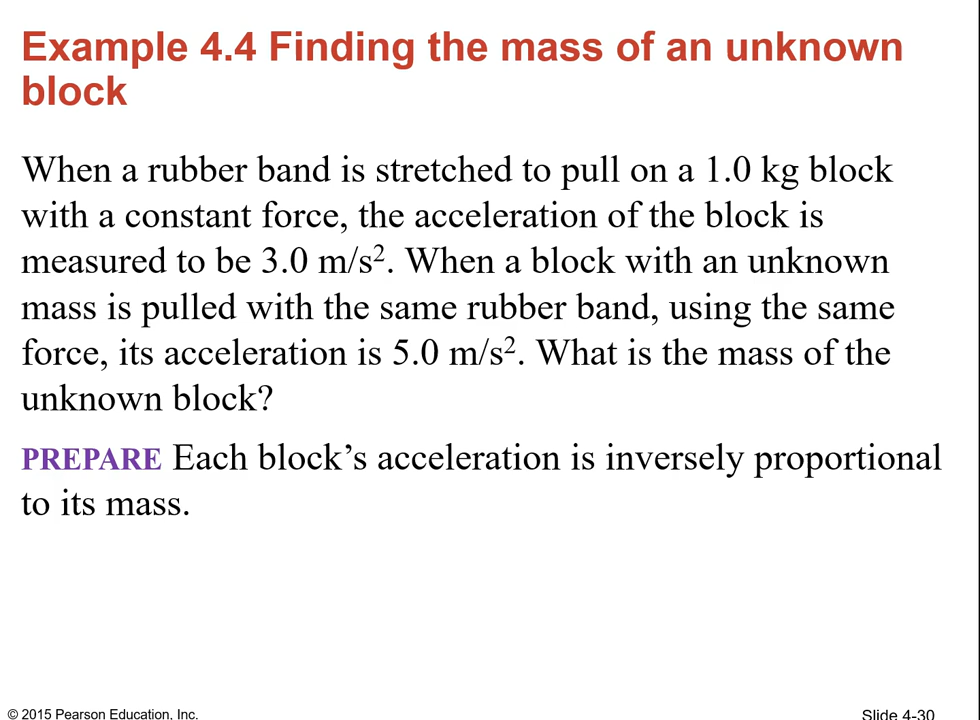 Example 4.4 Finding the mass of an unknown
block
When a rubber band is stretched to pull on a 1.0 kg block
with a constant force, the acceleration of the block is
measured to be 3.0 m/s². When a block with an unknown
mass is pulled with the same rubber band, using the same
force, its acceleration is 5.0 m/s². What is the mass of the
unknown block?
PREPARE Each block’s acceleration is inversely proportional
to its mass.
© 2015 Pearson Education, Inc.
Slide 4-30